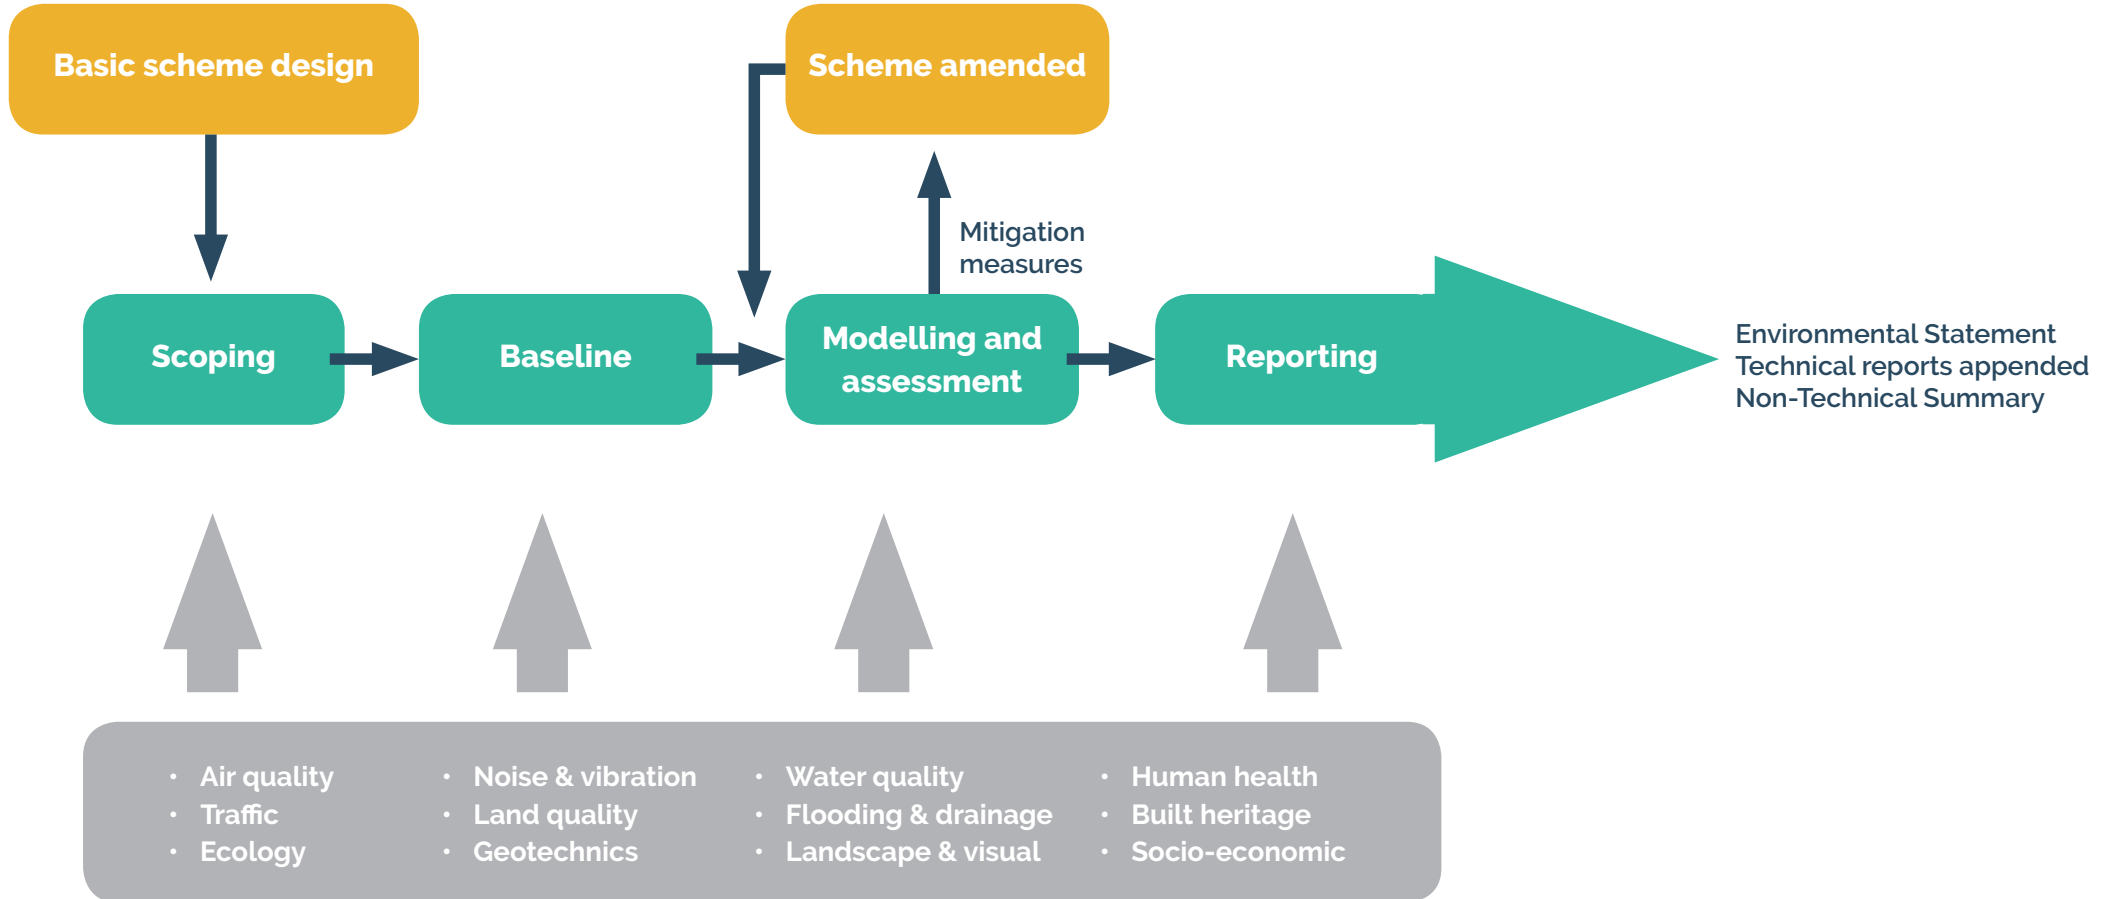 Basic scheme design
Scheme amended
Mitigation
measures
Scoping
Baseline
Modelling and
assessment
Reporting
Environmental Statement
Technical reports appended
Non-Technical Summary
• Air quality
• Traffic
• Ecology
• Noise & vibration
• Land quality
• Geotechnics
• Water quality
• Flooding & drainage
• Landscape & visual
• Human health
• Built heritage
• Socio-economic